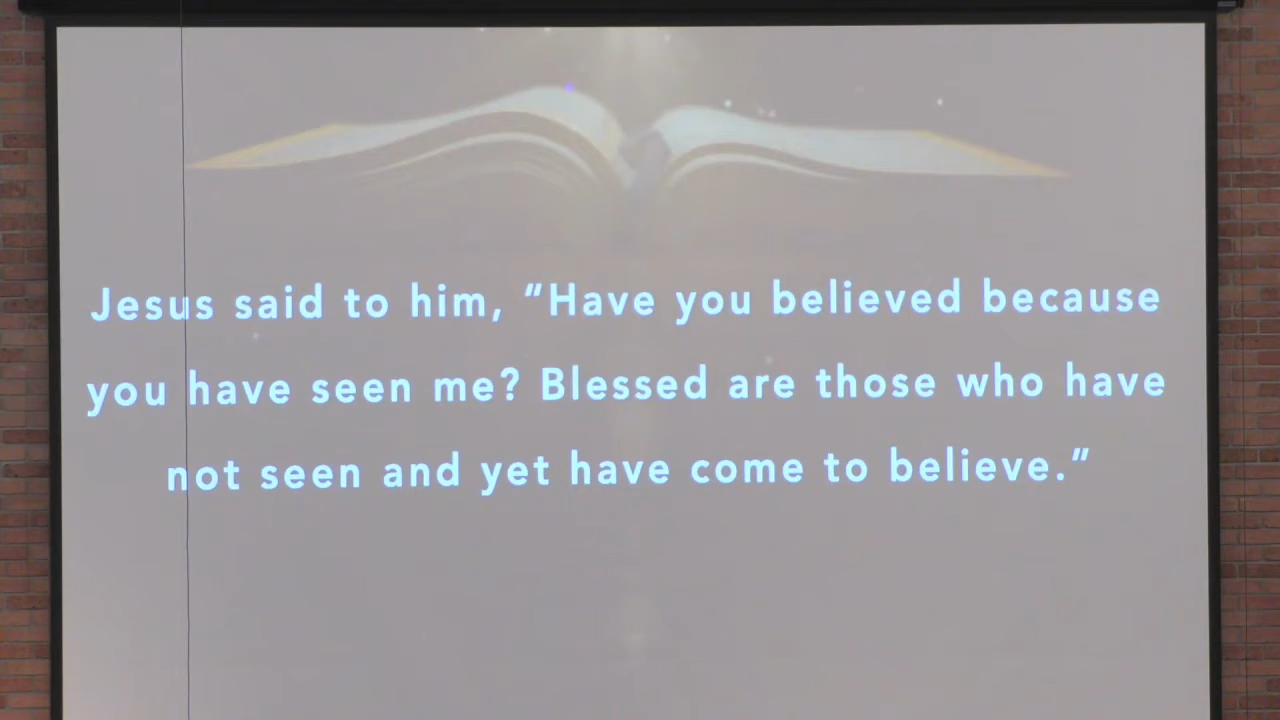 Jesus said to him, “Have you believed because
you have seen me? Blessed are those who have
not seen and yet have come to believe.”